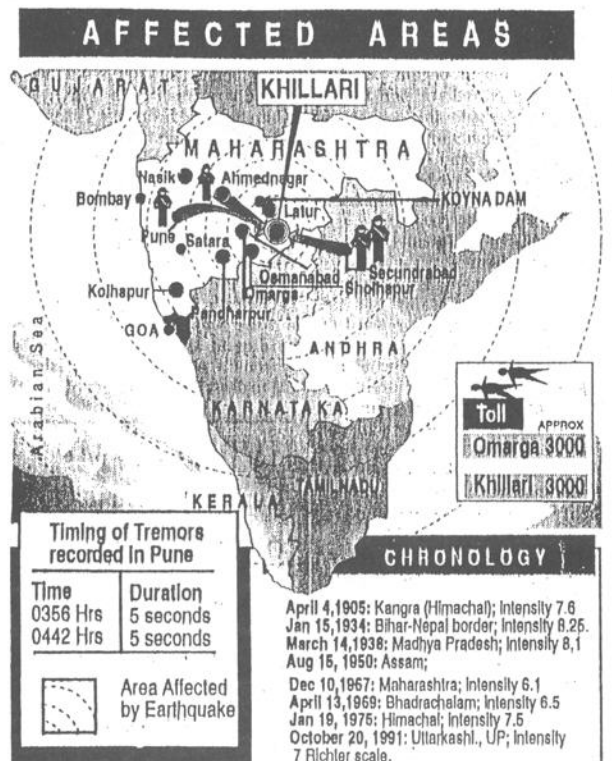 AFFECTED AREAS
GUJARAT
KHILLARI
MAHARASHTRA
Nasik
Ahmednagar
Bombay
KOYNADAM
Latur
Pune
Satara
Secundrabad
Osmanabad
Sholhapur
Kolhapur
Omarga
Pandharpur
GOA
ANDHRA
Arabian Sea
Toll
APPROX
KARNATAKA
Omarga 3000
TAMILNADU
Khillari 3000
KERALA
Timing of Tremors
recorded in Pune
Time Duration
0356 Hrs 5 seconds
0442 Hrs 5 seconds
Area Affected
by Earthquake
CHRONOLOGY
April 4,1905: Kangra (Himachal); Intensity 7.6
Jan 15,1934: Bihar-Nepal border; Intensity 8.25.
March 14,1938: Madhya Pradesh; Intensity 8,1
Aug 15, 1950: Assam;
Dec 10,1967: Maharashtra; Intensity 6.1
April 13,1969: Bhadrachalam; Intensity 6.5
Jan 19, 1975: Himachal; Intensity 7.5
October 20, 1991: Uttarkashi., UP; Intensity
7 Richter scale.